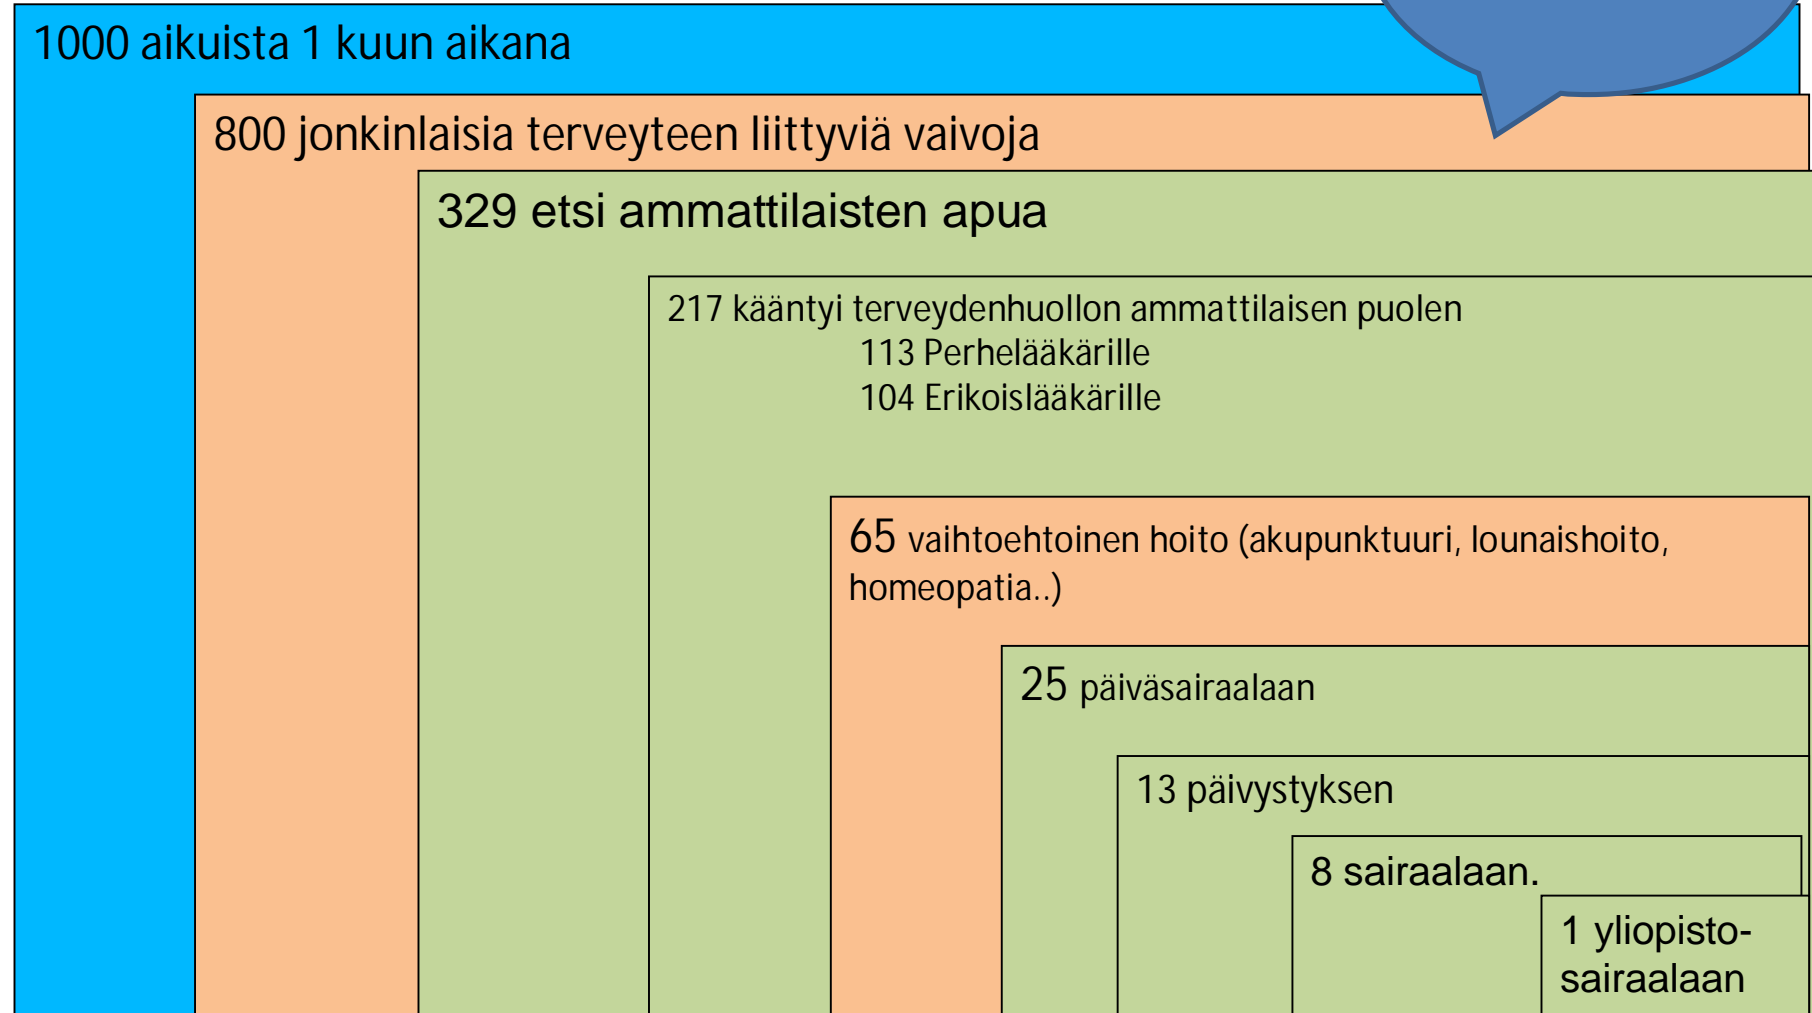 1000 aikuista 1 kuun aikana
800 jonkinlaisia terveyteen liittyviä vaivoja
329 etsi ammattilaisten apua
217 kääntyi terveydenhuollon ammattilaisen puolen
113 Perhelääkärille
104 Erikoislääkärille
65 vaihtoehtoinen hoito (akupunktuuri, lounaishoito,
homeopatia..)
25 päiväsairaalaan
13 päivystyksen
8 sairaalaan.
1 yliopisto-
sairaalaan